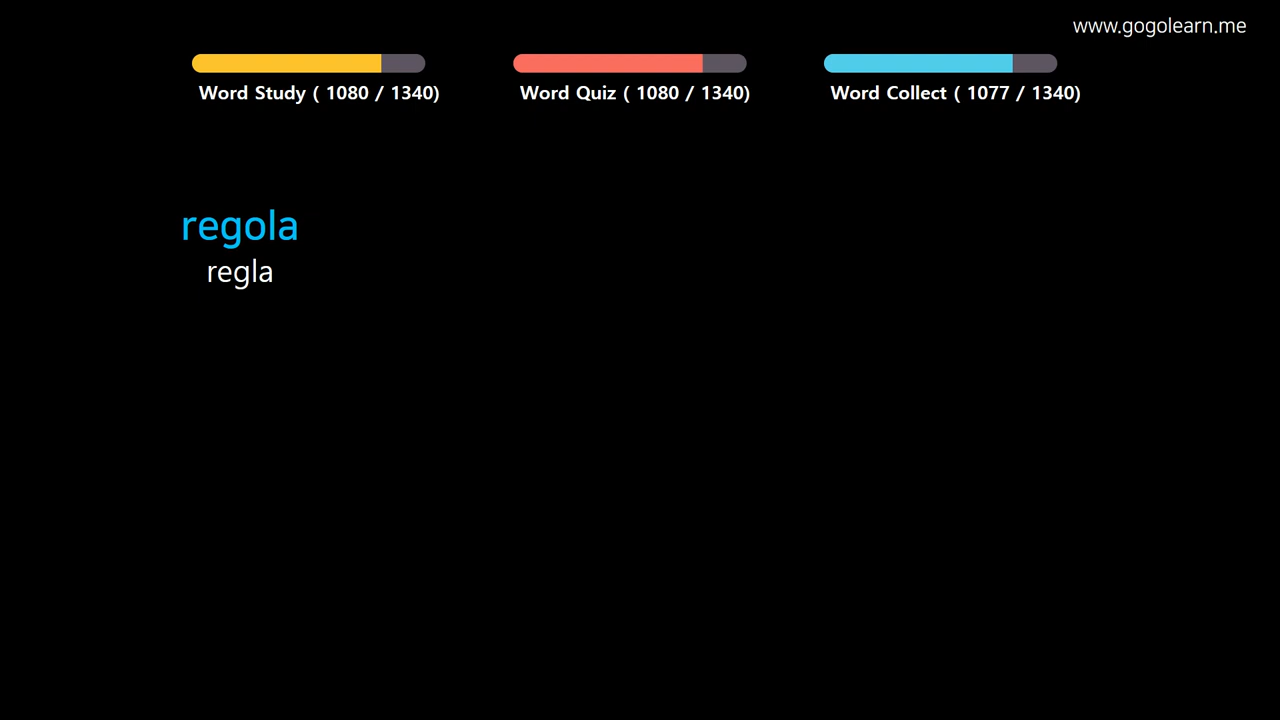 www.gogolearn.me
Word Study ( 1080 / 1340)
Word Quiz ( 1080 / 1340)
Word Collect ( 1077 / 1340)
regola
regla